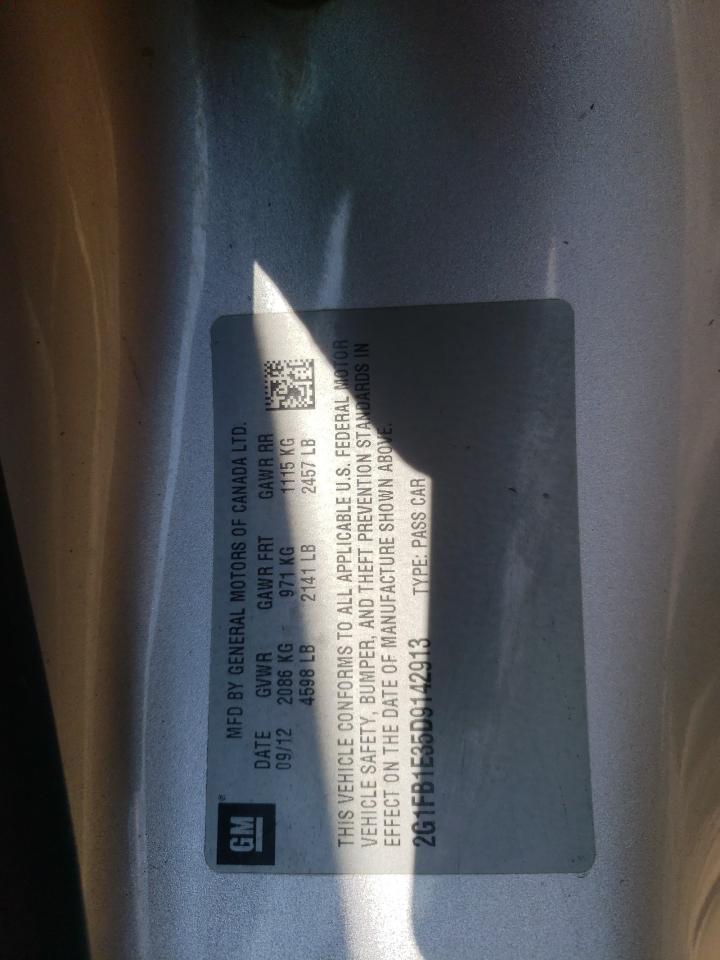 GM®
MFD BY GENERAL MOTORS OF CANADA LTD.
DATE GVWR GAWR FRT GAWR RR
09/12 2086 KG 971 KG 1115 KG
4598 LB 2141 LB 2457 LB
THIS VEHICLE CONFORMS TO ALL APPLICABLE U.S. FEDERAL MOTOR
VEHICLE SAFETY, BUMPER, AND THEFT PREVENTION STANDARDS IN
EFFECT ON THE DATE OF MANUFACTURE SHOWN ABOVE.
2G1FB1E35D9142913 TYPE: PASS CAR